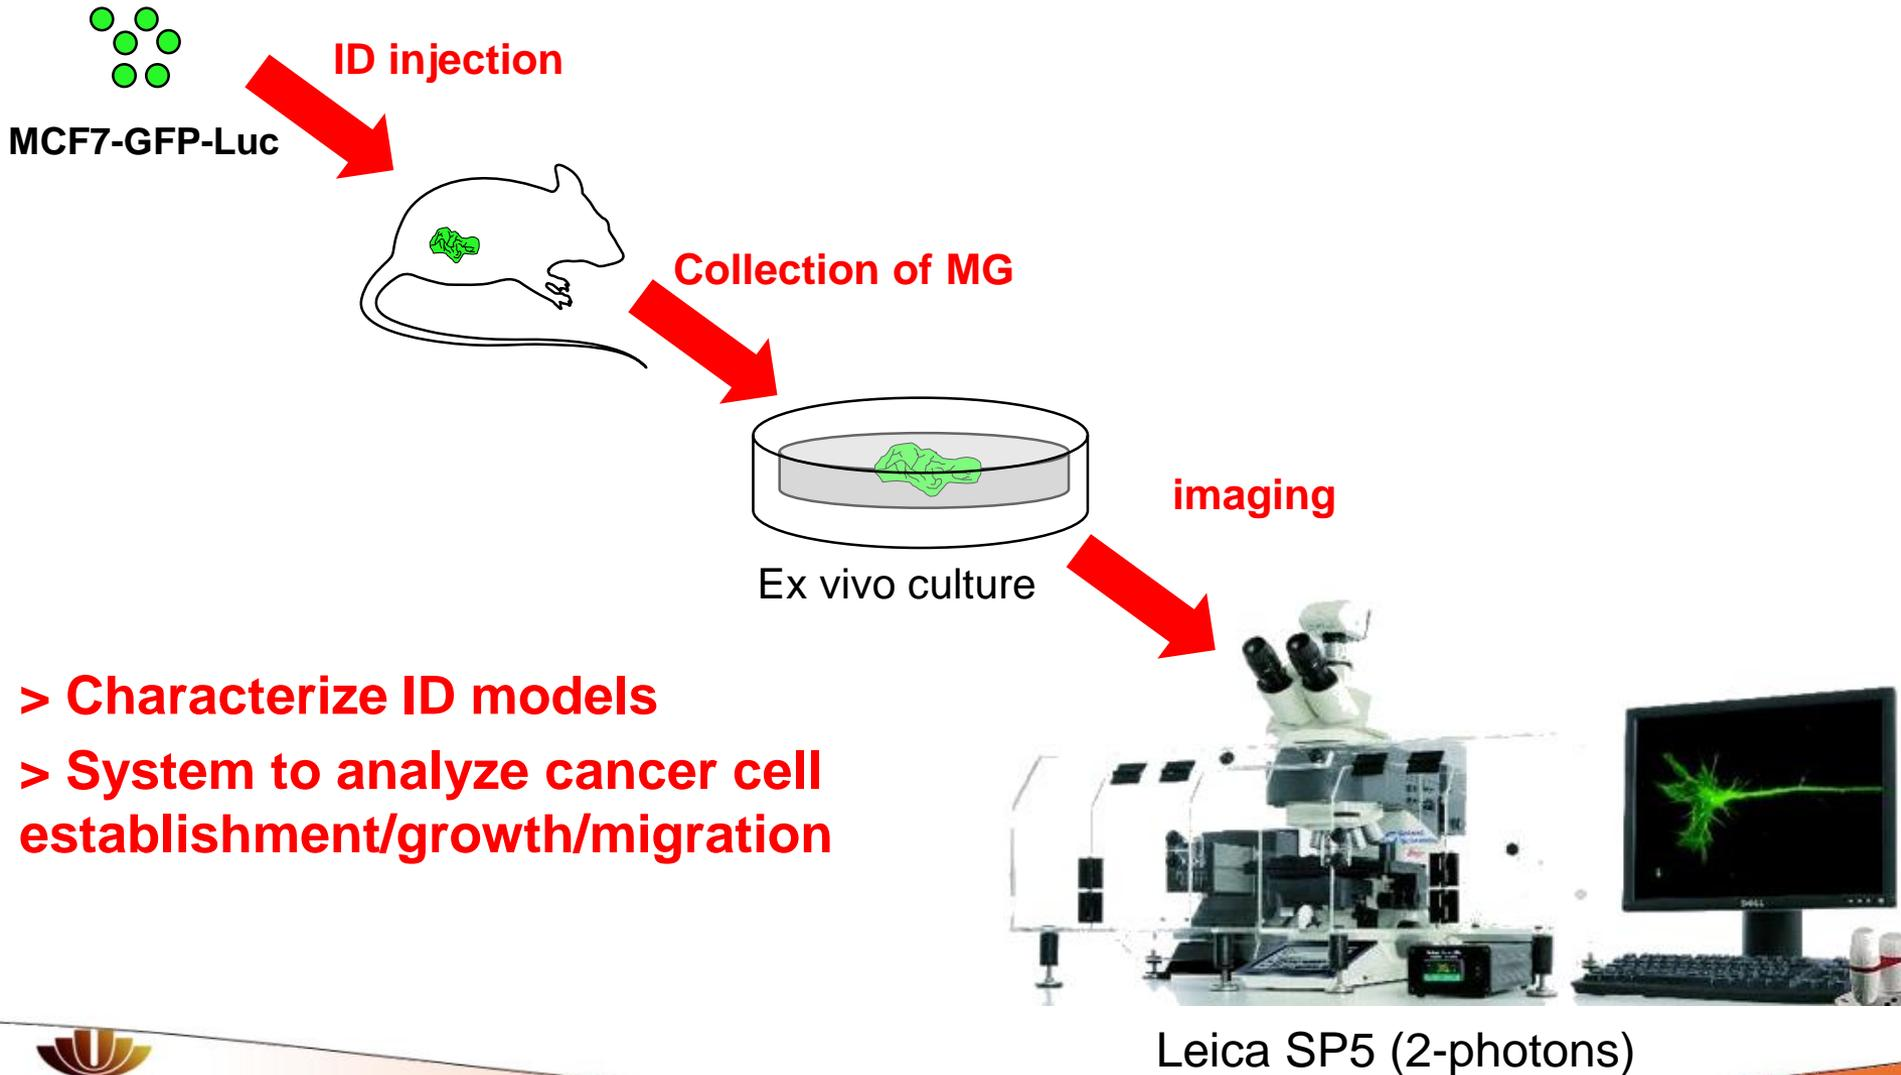 ID injection
MCF7-GFP-Luc
Collection of MG
imaging
Ex vivo culture
> Characterize ID models
> System to analyze cancer cell
establishment/growth/migration
DELL
Leica SP5 (2-photons)